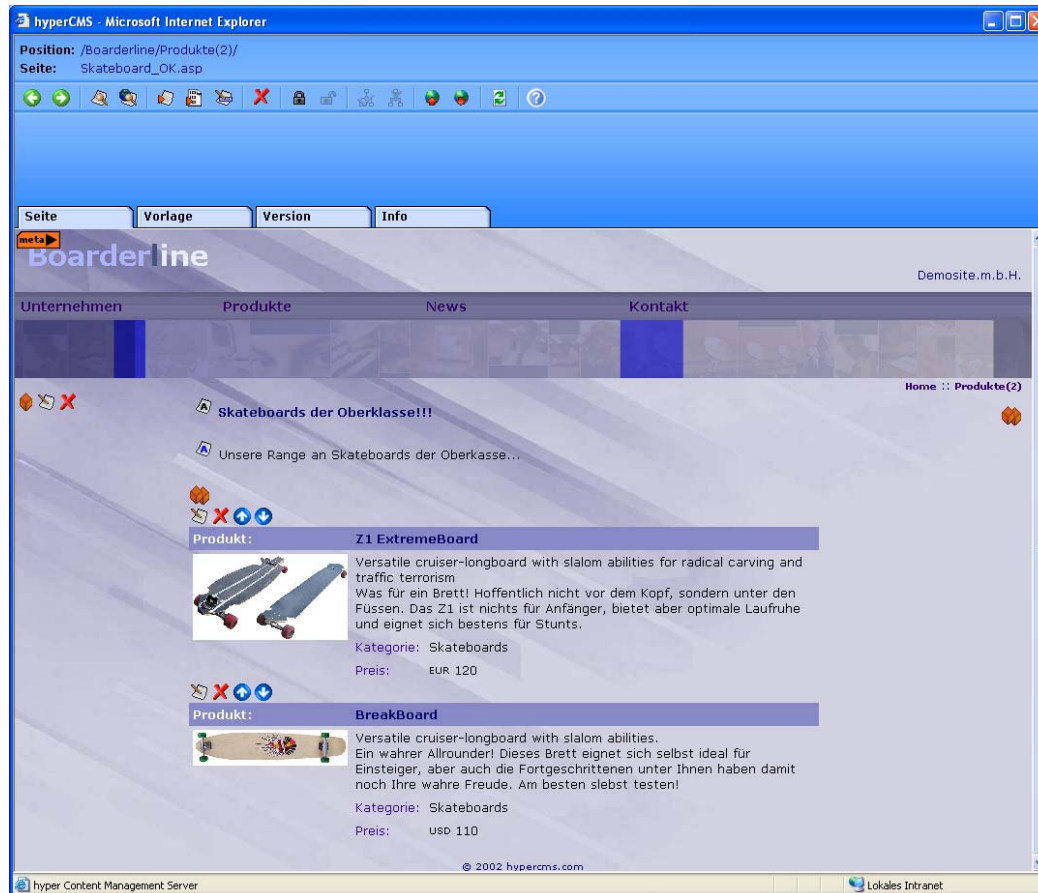 hyperCMS - Microsoft Internet Explorer
Position: /Boarderline/Produkte(2)/
Seite: Skateboard_OK.asp
Seite Vorlage Version Info
meta
Boarderline
Demosite.m.b.H.
Unternehmen Produkte News Kontakt
Home :: Produkte(2)
Skateboards der Oberklasse!!!
Unsere Range an Skateboards der Oberkasse...
Produkt: Z1 ExtremeBoard
Versatile cruiser-longboard with slalom abilities for radical carving and
traffic terrorism
Was für ein Brett! Hoffentlich nicht vor dem Kopf, sondern unter den
Füssen. Das Z1 ist nichts für Anfänger, bietet aber optimale Laufruhe
und eignet sich bestens für Stunts.
Kategorie: Skateboards
Preis: EUR 120
Produkt: BreakBoard
Versatile cruiser-longboard with slalom abilities.
Ein wahrer Allrounder! Dieses Brett eignet sich selbst ideal für
Einsteiger, aber auch die Fortgeschrittenen unter Ihnen haben damit
noch Ihre wahre Freude. Am besten slebst testen!
Kategorie: Skateboards
Preis: USD 110
© 2002 hypercms.com
hyper Content Management Server Lokales Intranet